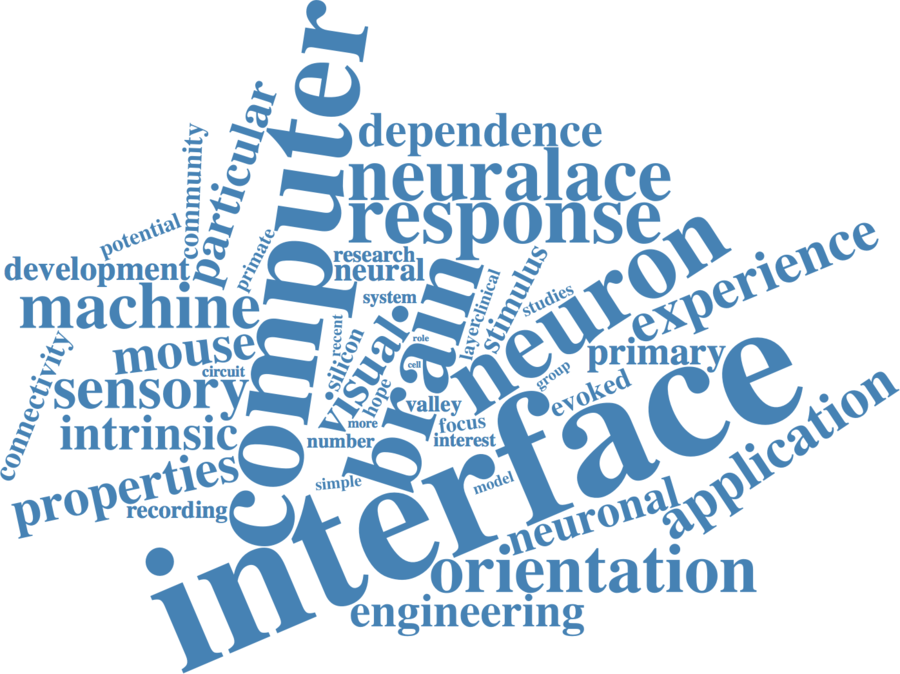 computer
dependence
community
particular
neuralace
response
potential
primate
neuron
experience
research
neural
development
brain
stimulus
system
layer
clinical
studies
machine
recent
visual
silicon
role
primary
mouse
circuit
cell
group
connectivity
sensory
hope
valley
evoked
interface
application
more
focus
intrinsic
number
interest
properties
simple
model
recording
neuronal
orientation
engineering